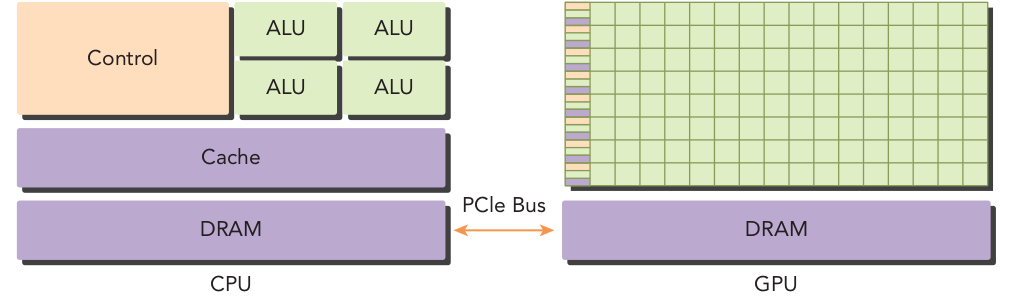 Control
ALU ALU
ALU ALU
Cache
DRAM
CPU
PCIe Bus
DRAM
GPU